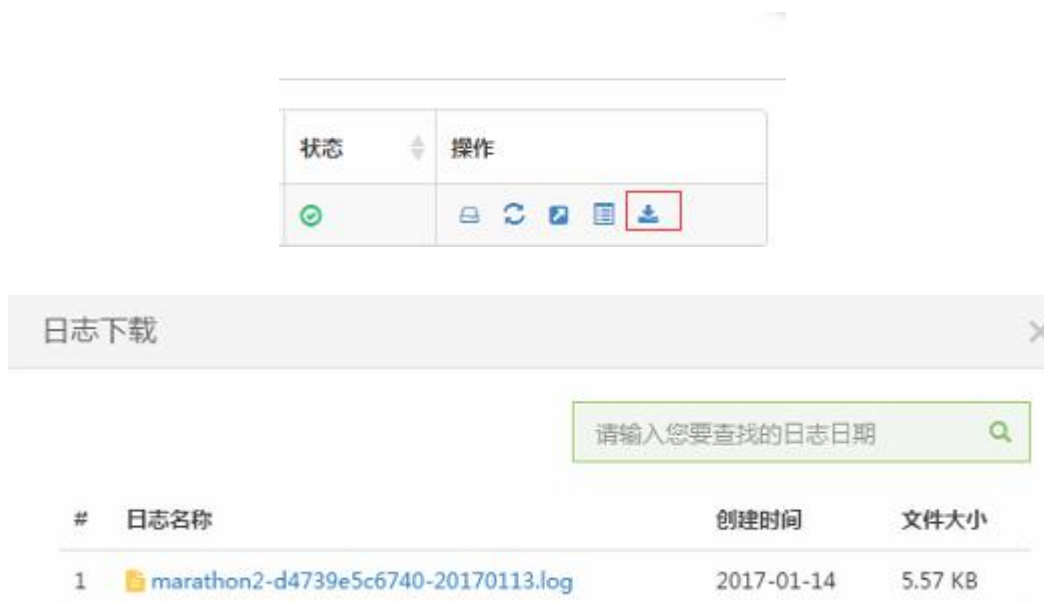 状态 操作
日志下载
请输入您要查找的日志日期
# 日志名称 创建时间 文件大小
1 marathon2-d4739e5c6740-20170113.log 2017-01-14 5.57 KB